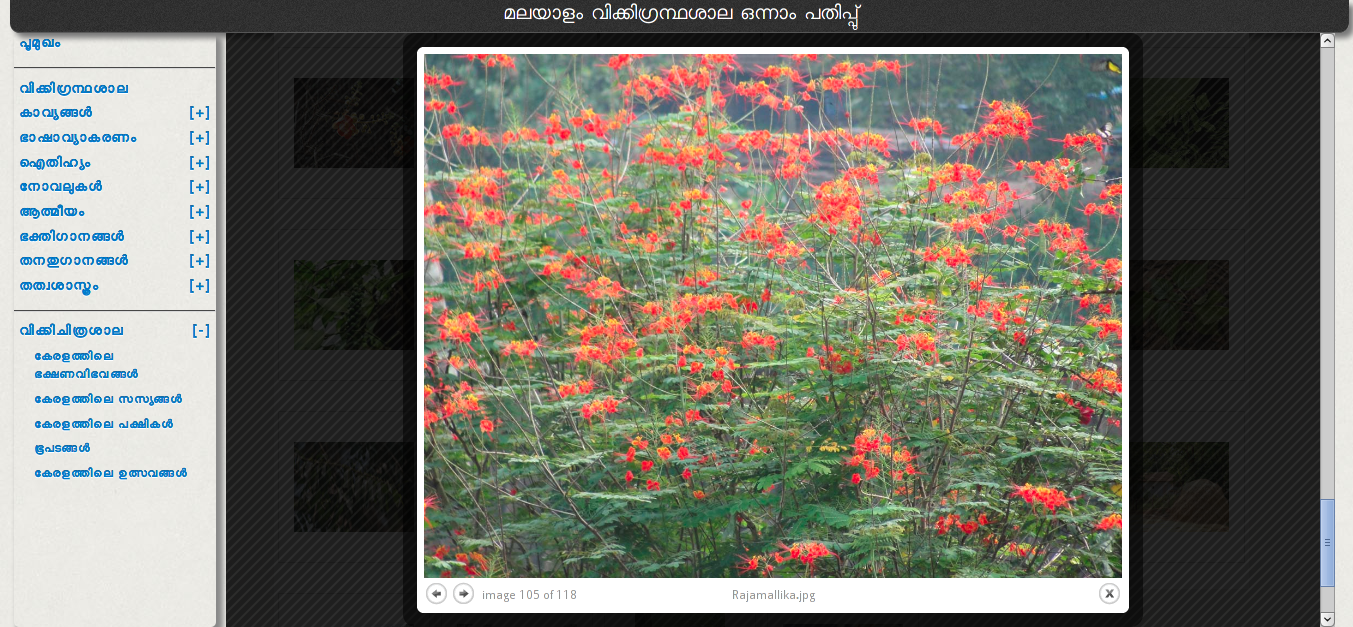 മലയാളം വിക്കിഗ്രന്ഥശാല ഒന്നാം പതിപ്പ്
പൂമുഖം
വിക്കിഗ്രന്ഥശാല
കാവ്യങ്ങൾ [+]
ഭാഷാവ്യാകരണം [+]
ഐതിഹ്യം [+]
നോവലുകൾ [+]
ആത്മീയം [+]
ഭക്തിഗാനങ്ങൾ [+]
തനതുഗാനങ്ങൾ [+]
തത്വശാസ്ത്രം [+]
വിക്കിചിത്രശാല [-]
കേരളത്തിലെ
ഭക്ഷണവിഭവങ്ങൾ
കേരളത്തിലെ സസ്യങ്ങൾ
കേരളത്തിലെ പക്ഷികൾ
ഭൂപടങ്ങൾ
കേരളത്തിലെ ഉത്സവങ്ങൾ
image 105 of 118 Rajamallika.jpg